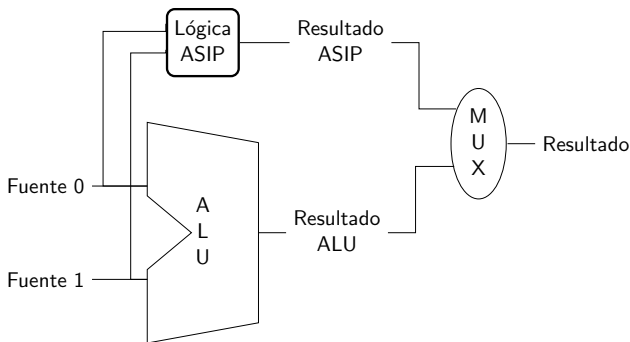 Lógica
ASIP
Resultado
ASIP
M
U
X
Resultado
Fuente 0
A
L
U
Resultado
ALU
Fuente 1